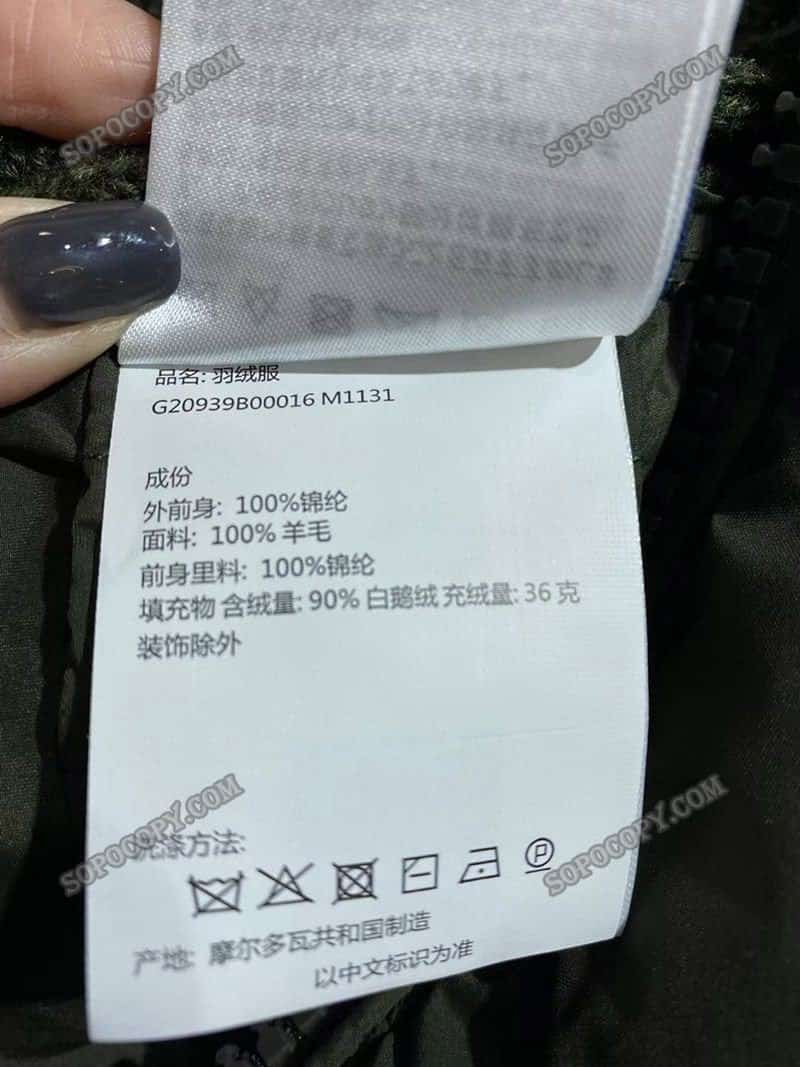 SOPOCOPY.COM
SOPOCOPY.COM
品名: 羽绒服
G20939B00016 M1131
成份
外前身: 100%锦纶
面料: 100% 羊毛
前身里料: 100%锦纶
填充物 含绒量: 90% 白鹅绒 充绒量: 36 克
装饰除外
SOPOCOPY.COM
SOPOCOPY.COM
洗涤方法:
P
产地: 摩尔多瓦共和国制造
以中文标识为准